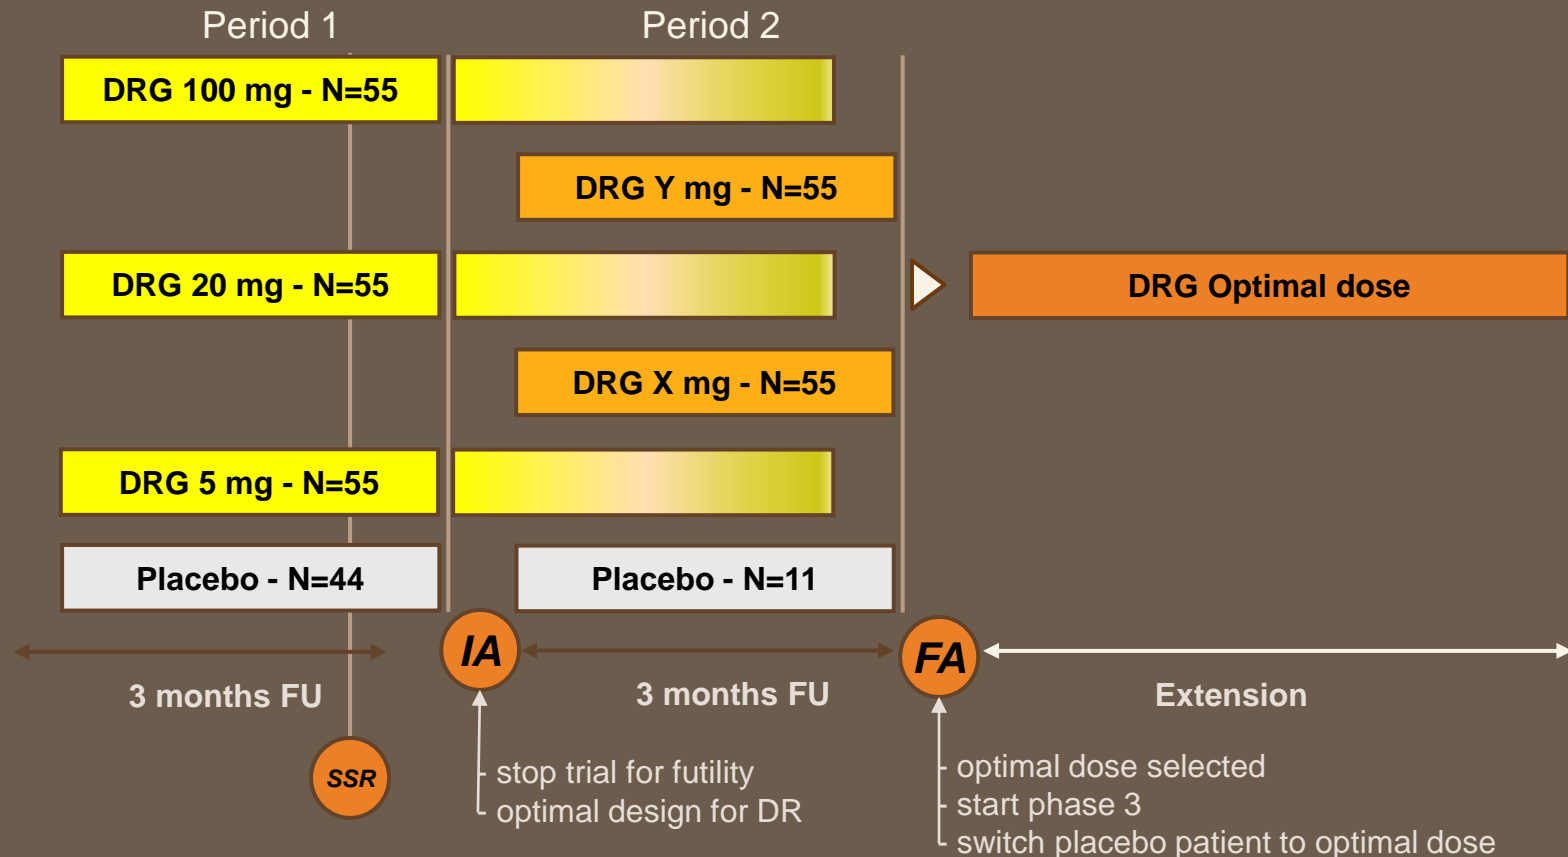 Period 1
Period 2
DRG 100 mg - N=55
DRG Y mg - N=55
DRG 20 mg - N=55
DRG Optimal dose
DRG X mg - N=55
DRG 5 mg - N=55
Placebo - N=44
Placebo - N=11
IA
FA
3 months FU
3 months FU
Extension
SSR
- stop trial for futility
- optimal design for DR
- optimal dose selected
- start phase 3
- switch placebo patient to optimal dose